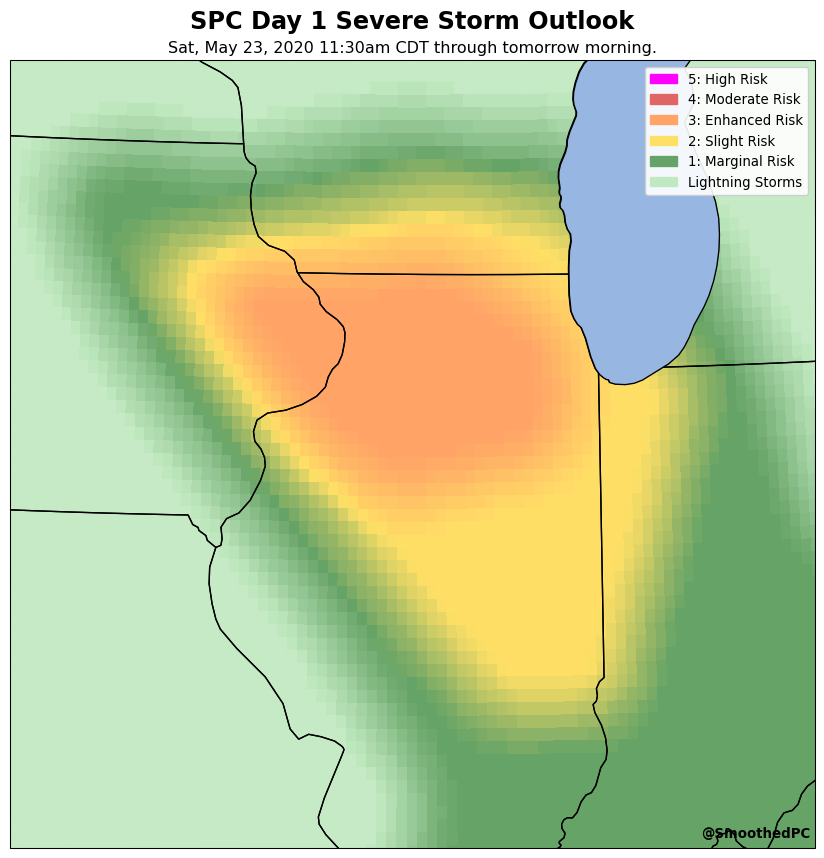 SPC Day 1 Severe Storm Outlook
Sat, May 23, 2020 11:30am CDT through tomorrow morning.
5: High Risk
4: Moderate Risk
3: Enhanced Risk
2: Slight Risk
1: Marginal Risk
Lightning Storms
@SmoothedPC